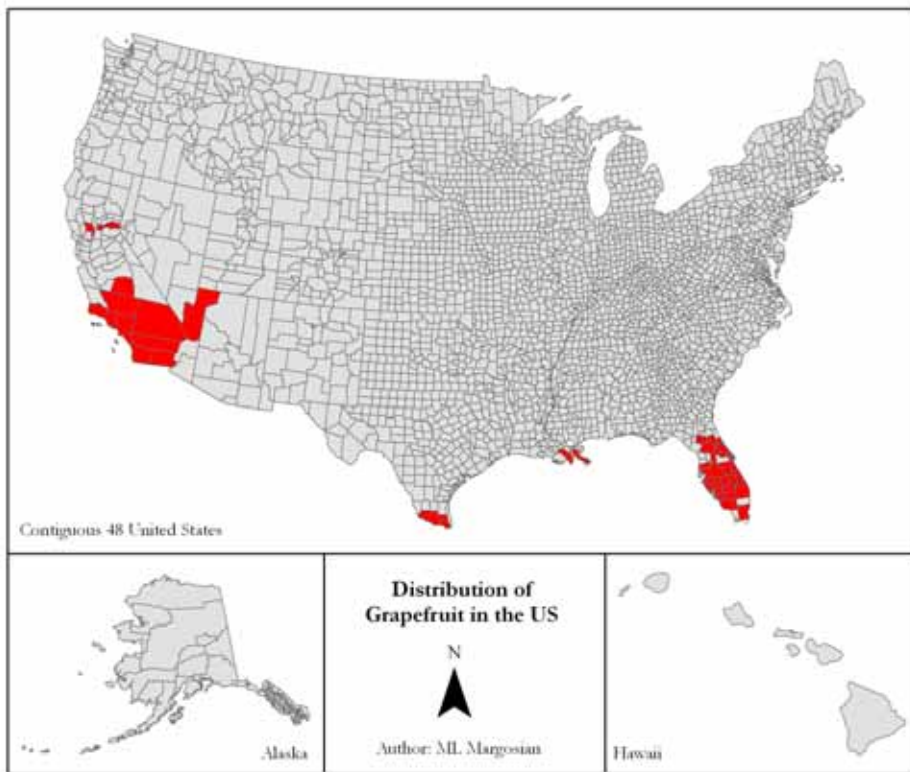 Contiguous 48 United States
Alaska
Distribution of
Grapefruit in the US
N
Author: ML Margosian
Hawaii